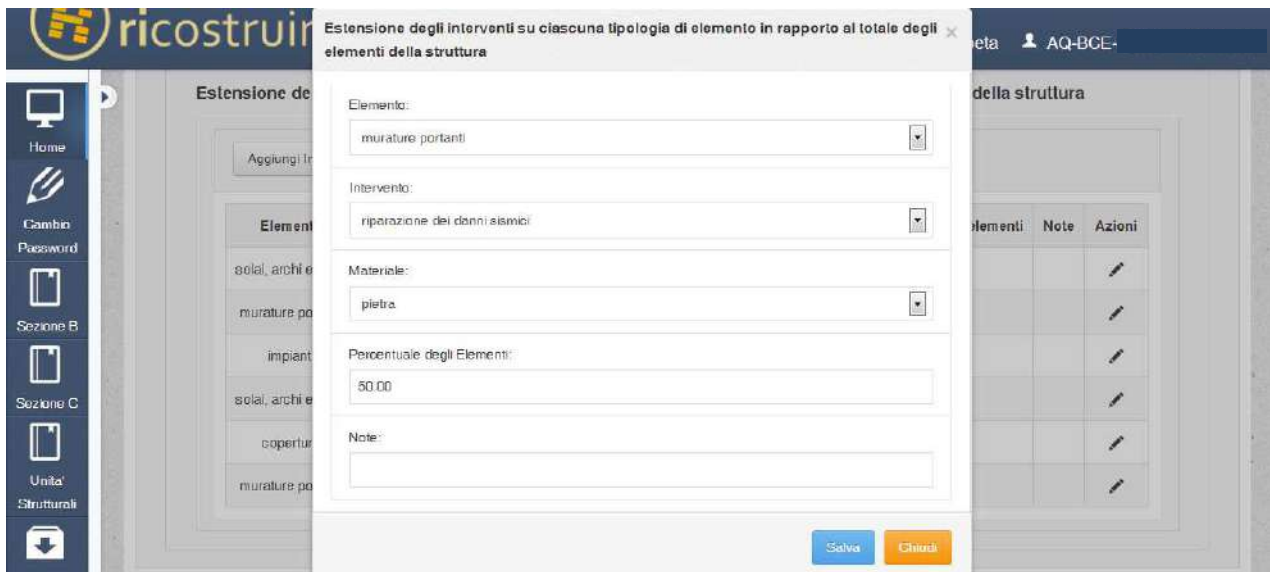 ricostruir
eta
AQ-BCE-
Estensione degli interventi su ciascuna tipologia di elemento in rapporto al totale degli
elementi della struttura
×
Home
Cambio
Password
Sezione B
Sezione C
Unita'
Strutturali
Estensione de
della struttura
Aggiungi In
Element
elementi Note Azioni
solai, archi e
murature po
impiant
solai, archi e
copertur
murature po
Elemento:
murature portanti
Intervento:
riparazione dei danni sismici
Materiale:
pietra
Percentuale degli Elementi:
50.00
Note:
Salva Chiudi